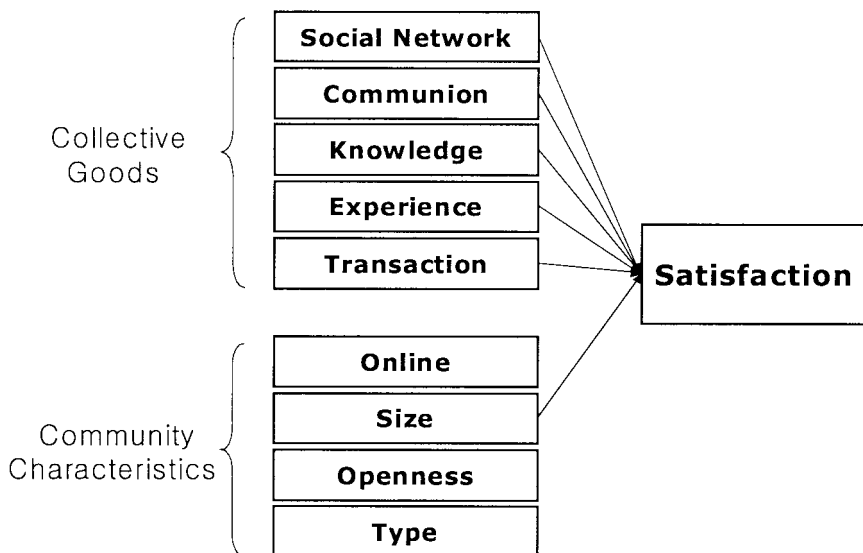 Social Network
Communion
Collective
Goods
Knowledge
Experience
Transaction
Satisfaction
Online
Size
Community
Characteristics
Openness
Type